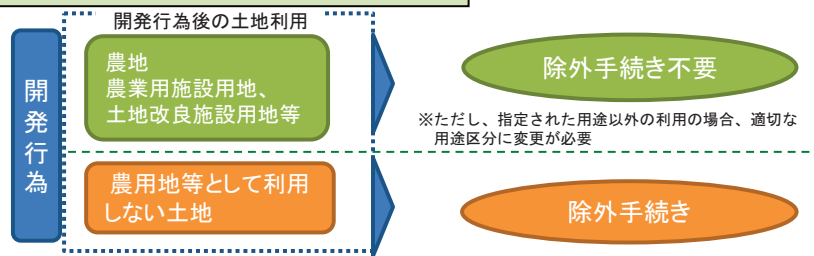 開発行為後の土地利用
開発行為
農地
農業用施設用地、
土地改良施設用地等
除外手続き不要
※ただし、指定された用途以外の利用の場合、適切な
用途区分に変更が必要
農用地等として利用
しない土地
除外手続き